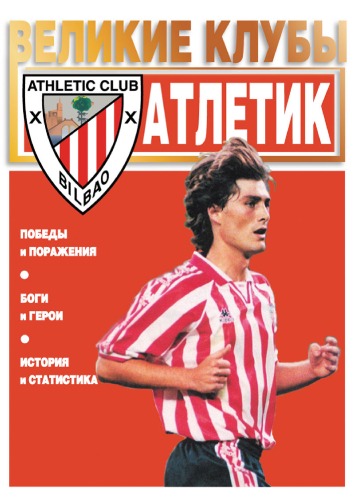 ВЕЛИКИЕ КЛУБЫ
ATHLETIC CLUB
X X
BILBAO
АТЛЕТИК
ПОБЕДЫ
И ПОРАЖЕНИЯ
•
БОГИ
И ГЕРОИ
•
ИСТОРИЯ
И СТАТИСТИКА